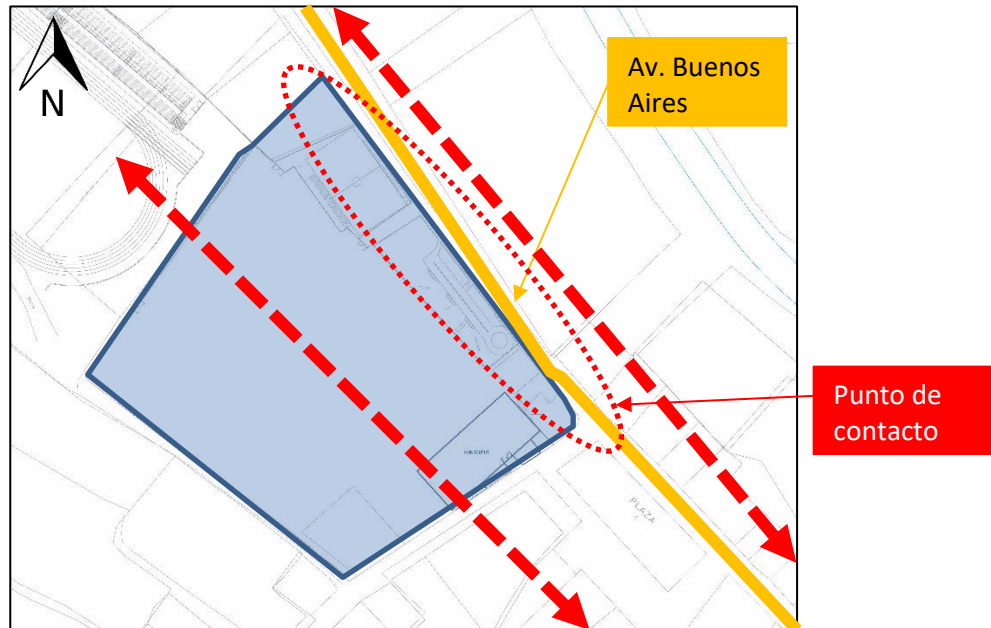 N
Av. Buenos
Aires
Punto de
contacto
PLAZA